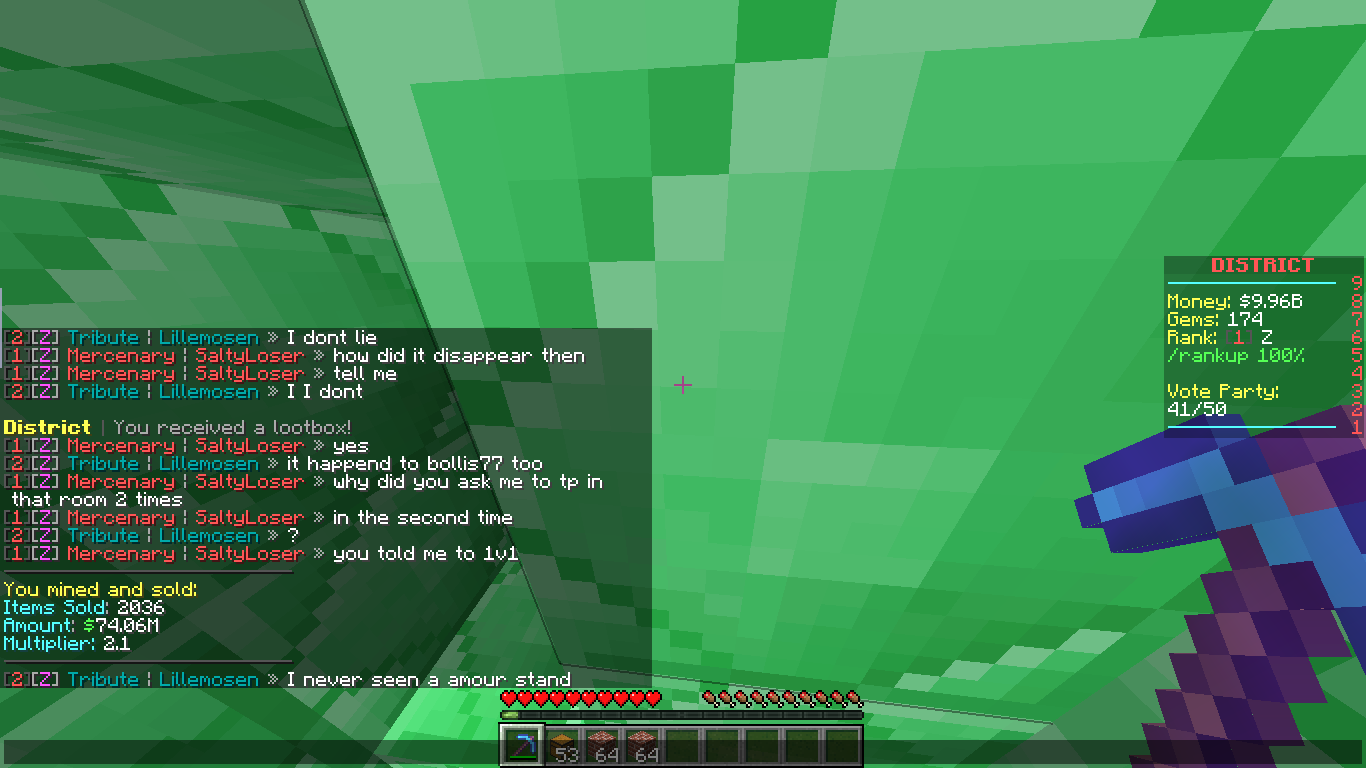 [2][Z] Tribute ¦ Lillemosen » I dont lie
[1][Z] Mercenary ¦ SaltyLoser » how did it disappear then
[1][Z] Mercenary ¦ SaltyLoser » tell me
[2][Z] Tribute ¦ Lillemosen » I I dont
District | You received a lootbox!
[1][Z] Mercenary ¦ SaltyLoser » yes
[2][Z] Tribute ¦ Lillemosen » it happend to bollis77 too
[1][Z] Mercenary ¦ SaltyLoser » why did you ask me to tp in
that room 2 times
[1][Z] Mercenary ¦ SaltyLoser » in the second time
[2][Z] Tribute ¦ Lillemosen » ?
[1][Z] Mercenary ¦ SaltyLoser » you told me to 1v1
You mined and sold:
Items Sold: 2036
Amount: $74.06M
Multiplier: 2.1
[2][Z] Tribute ¦ Lillemosen » I never seen a amour stand
DISTRICT
9
Money: $9.96B 8
Gems: 174 7
Rank: [1] Z 6
/rankup 100% 5
4
Vote Party: 3
41/50 2
1
53 64 64